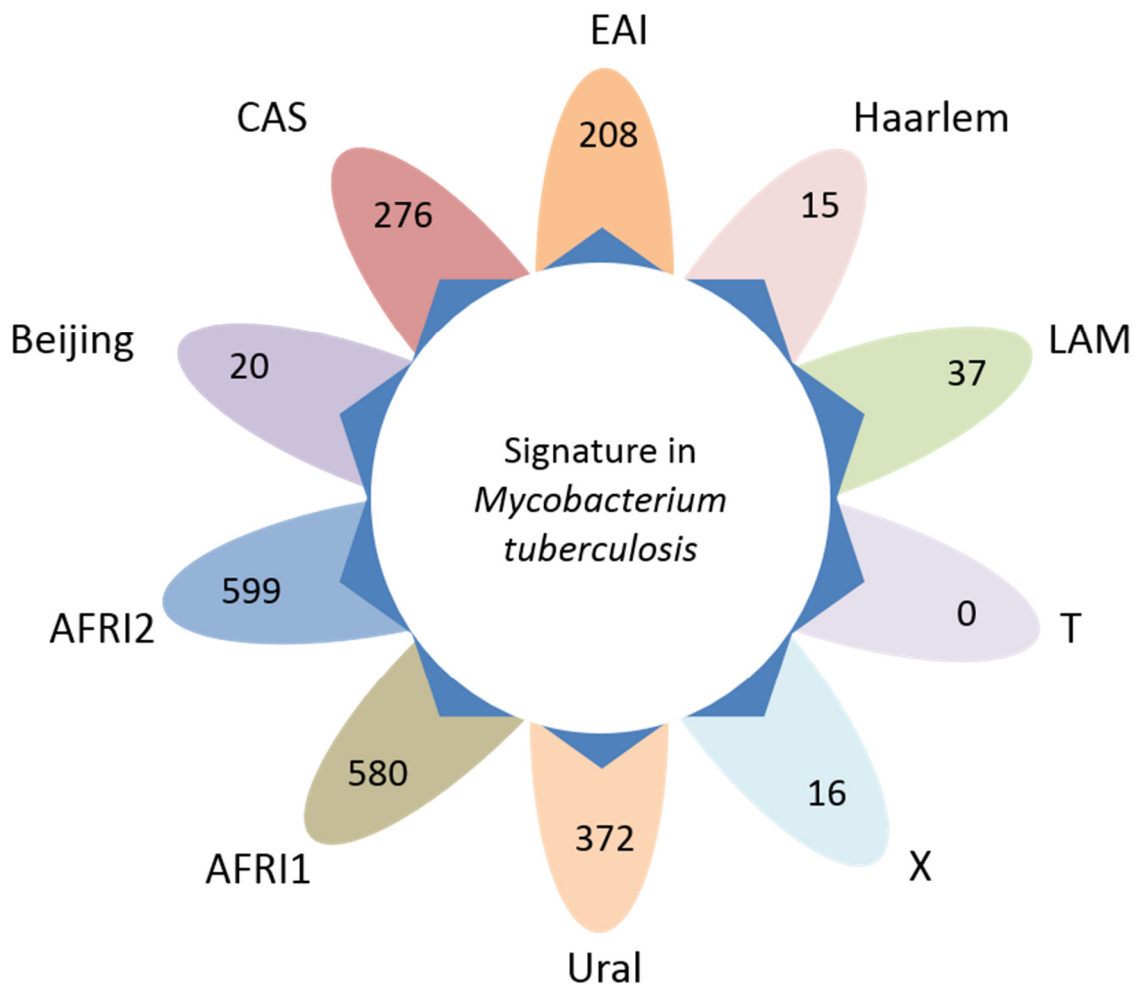 EAI
208
CAS
276
Haarlem
15
Beijing
20
LAM
37
Signature in
Mycobacterium
tuberculosis
AFRI2
599
T
0
AFRI1
580
X
16
372
Ural